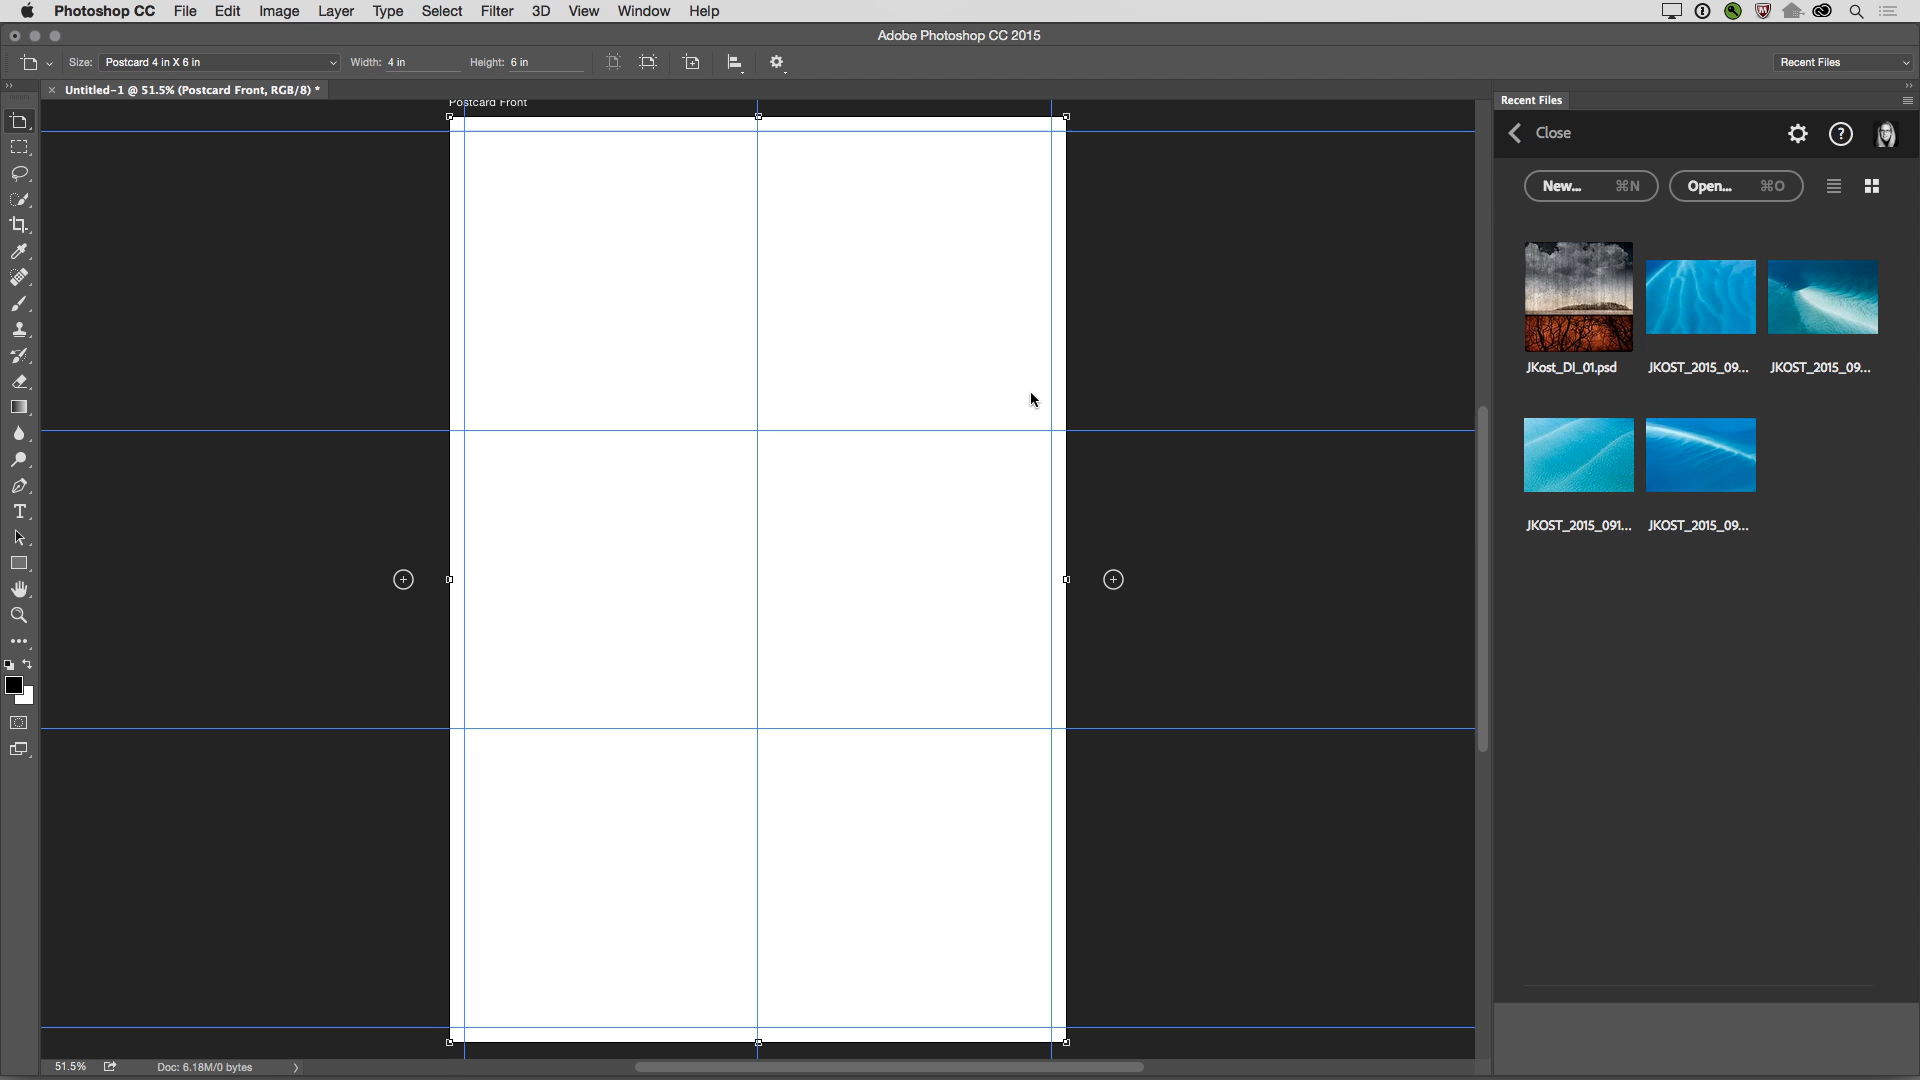 Photoshop CC File Edit Image Layer Type Select Filter 3D View Window Help
Adobe Photoshop CC 2015
Size: Postcard 4 in X 6 in Width: 4 in Height: 6 in Recent Files
Untitled-1 @ 51.5% (Postcard Front, RGB/8) *
Postcard Front
Recent Files
Close
New... ⌘N Open... ⌘O
JKost_DI_01.psd JKOST_2015_09... JKOST_2015_09...
JKOST_2015_091... JKOST_2015_09...
51.5% Doc: 6.18M/0 bytes